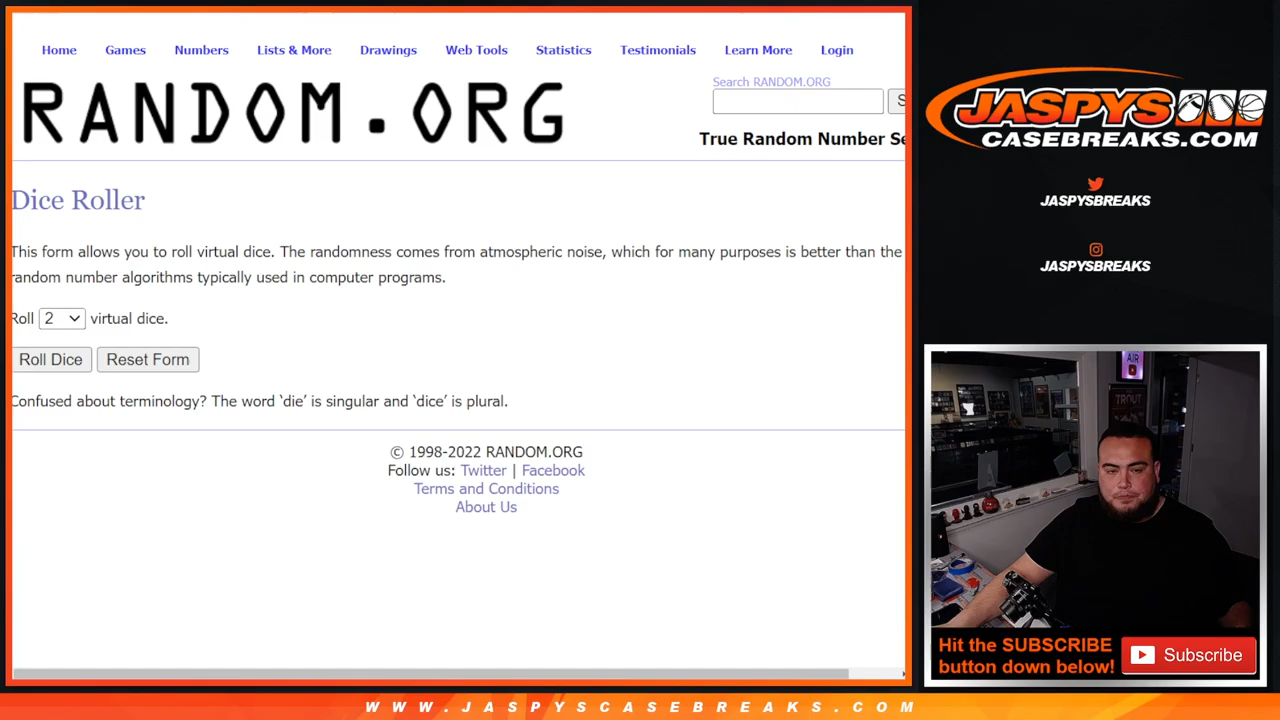 Home Games Numbers Lists & More Drawings Web Tools Statistics Testimonials Learn More Login
RANDOM.ORG
Search RANDOM.ORG
S
True Random Number Se
Dice Roller
This form allows you to roll virtual dice. The randomness comes from atmospheric noise, which for many purposes is better than the
random number algorithms typically used in computer programs.
Roll 2 virtual dice.
Roll Dice Reset Form
Confused about terminology? The word ‘die’ is singular and ‘dice’ is plural.
© 1998-2022 RANDOM.ORG
Follow us: Twitter | Facebook
Terms and Conditions
About Us
JASPYS
CASEBREAKS.COM
JASPYSBREAKS
JASPYSBREAKS
AIR
TROUT
Hit the SUBSCRIBE
button down below!
Subscribe
WWW.JASPYSCASEBREAKS.COM